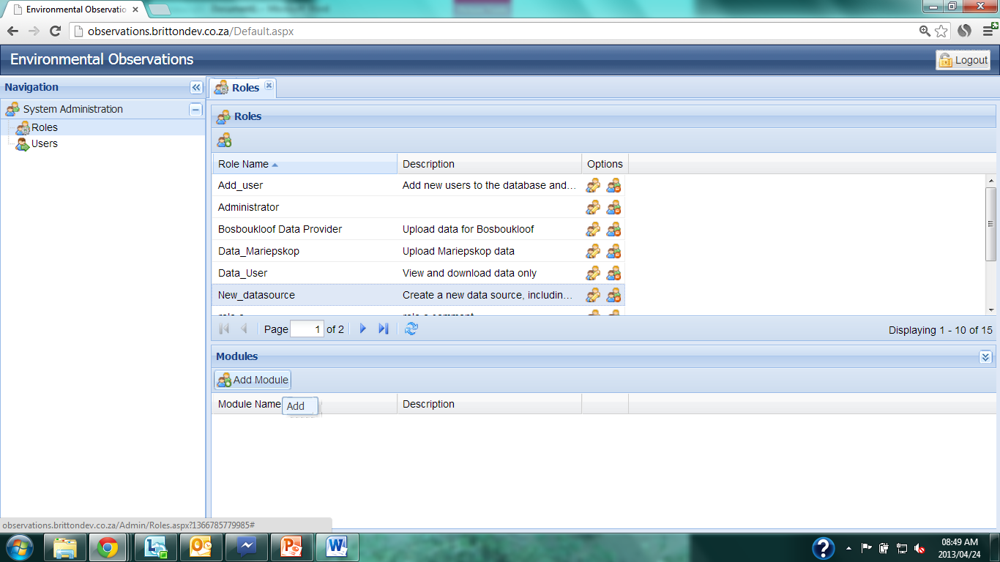 Environmental Observatio
observations.brittondev.co.za/Default.aspx
Environmental Observations
Logout
Navigation
System Administration
Roles
Users
Roles
Roles
Role Name Description Options
Add_user Add new users to the database and...
Administrator
Bosboukloof Data Provider Upload data for Bosboukloof
Data_Mariepskop Upload Mariepskop data
Data_User View and download data only
New_datasource Create a new data source, includin...
Page 1 of 2
Displaying 1 - 10 of 15
Modules
Add Module
Module Name Description
Add
observations.brittondev.co.za/Admin/Roles.aspx?1366785779985#
08:49 AM
2013/04/24